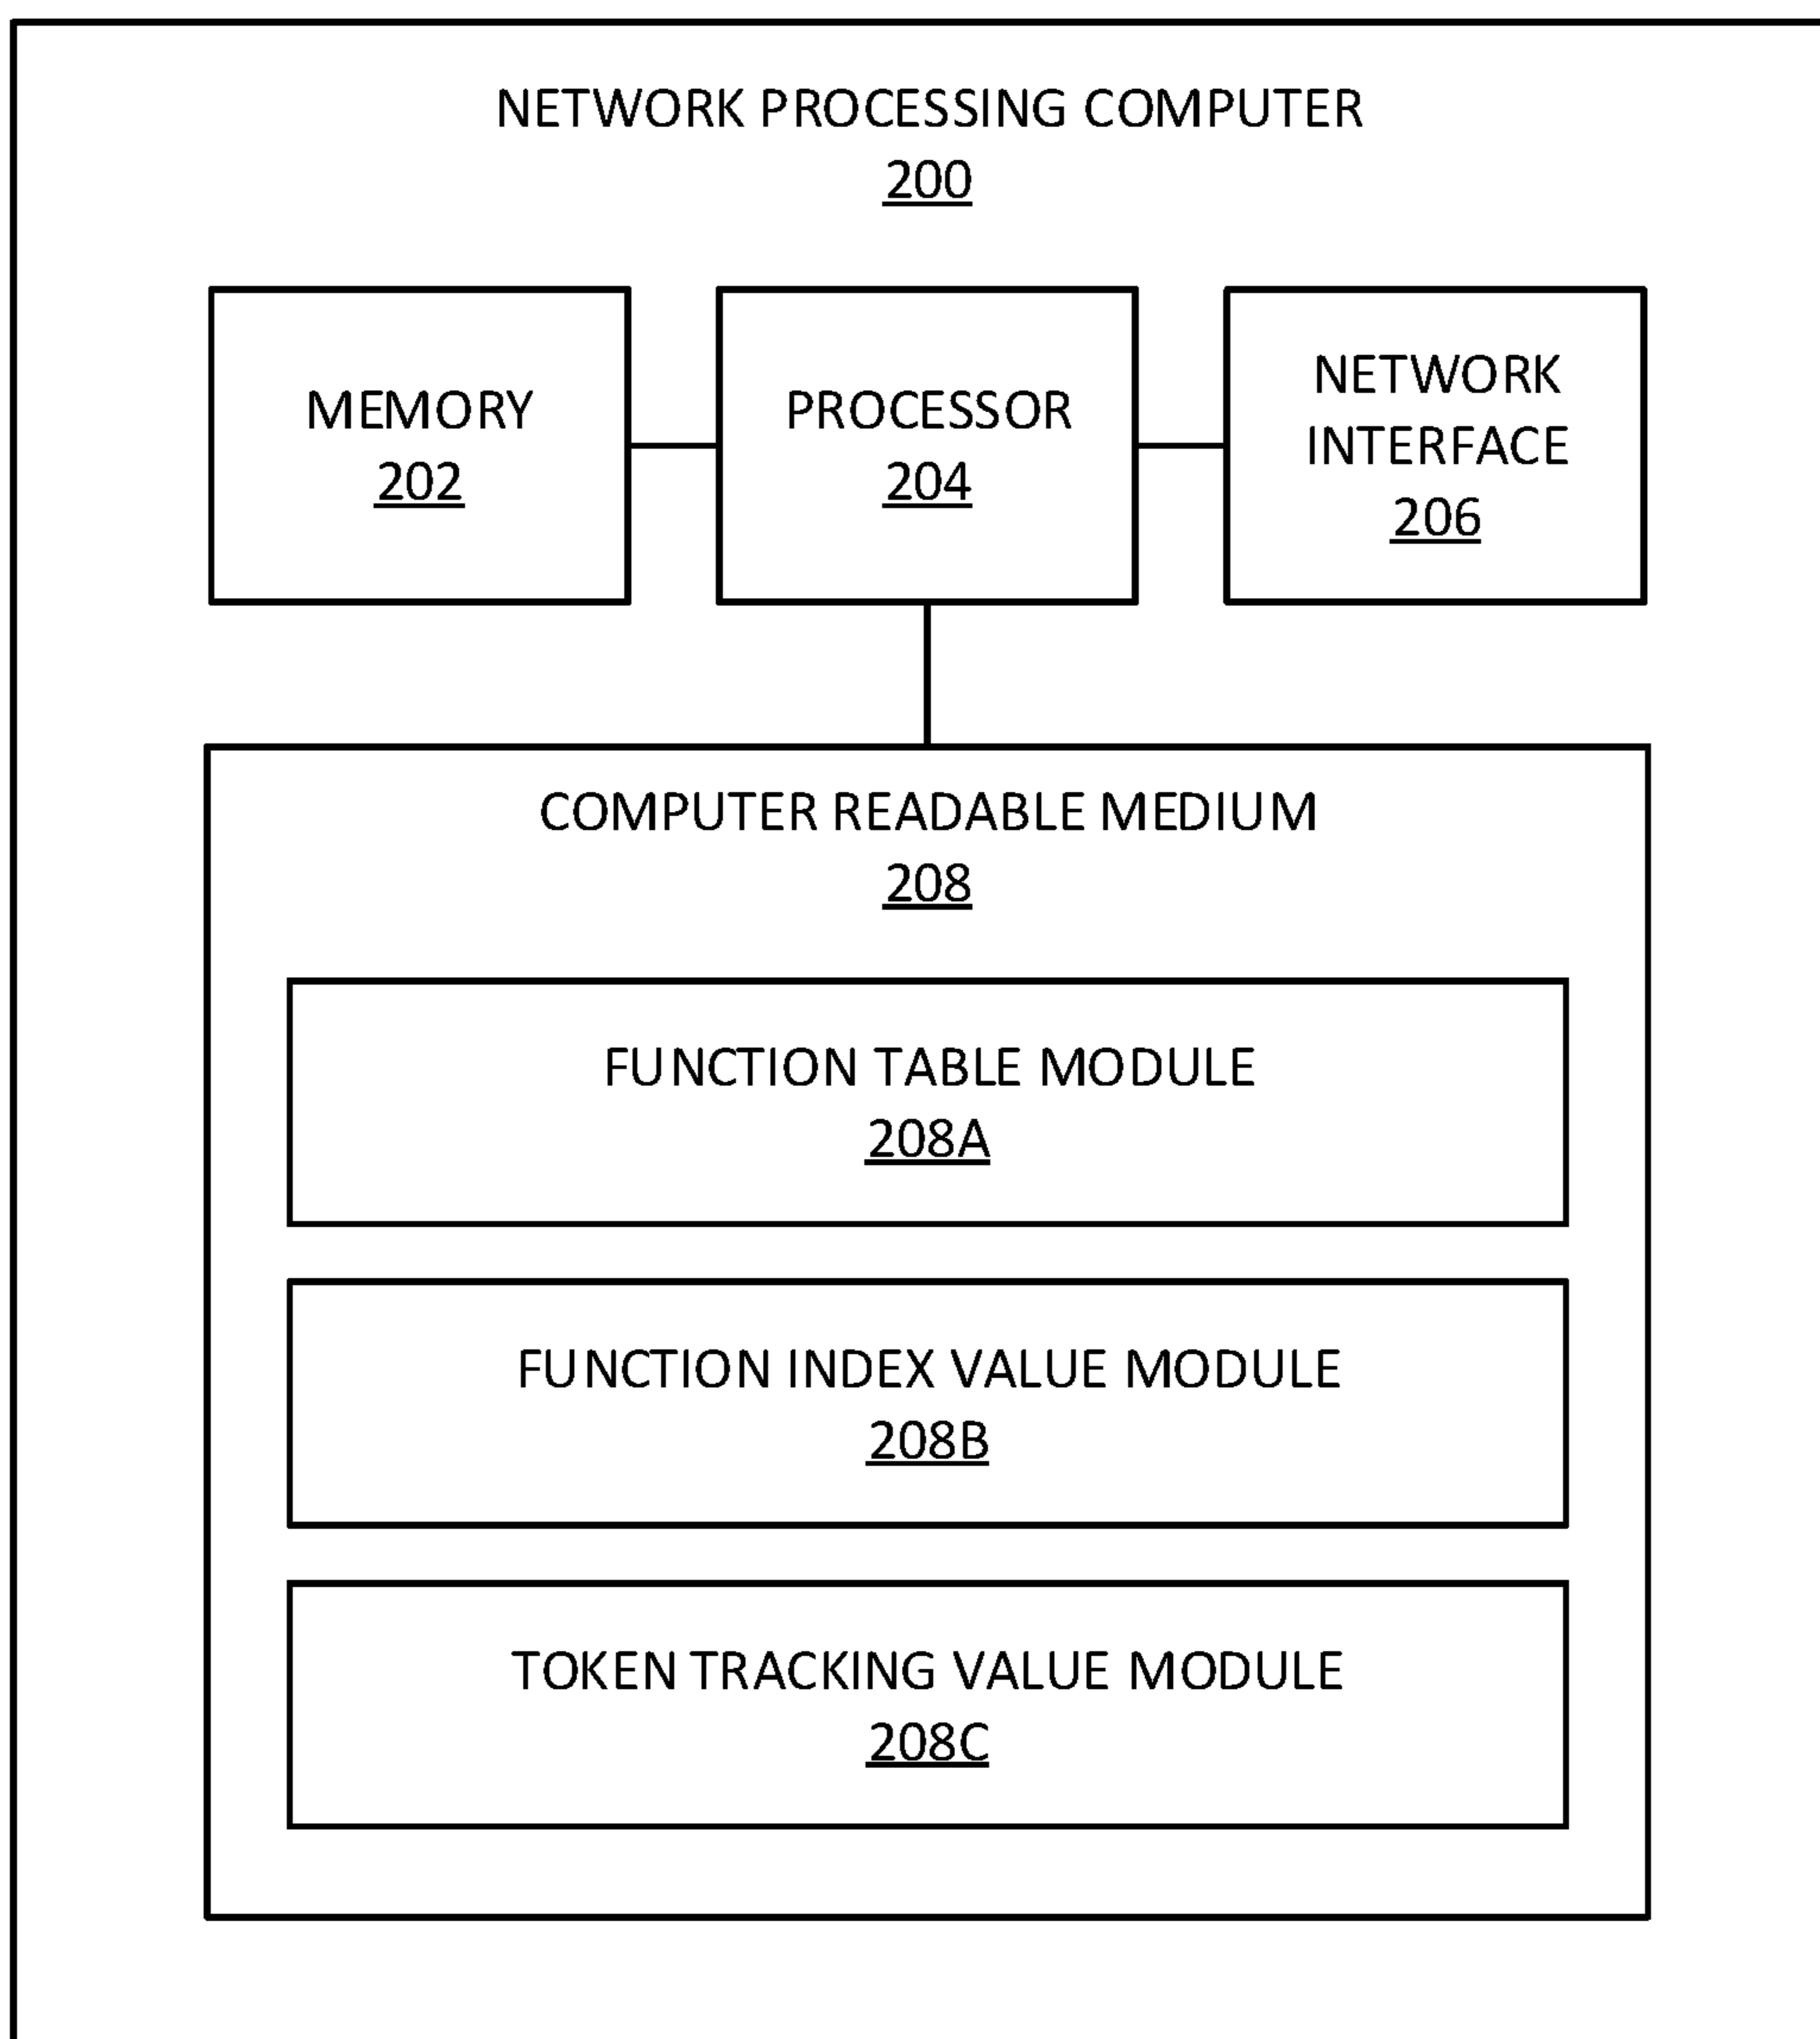 NETWORK PROCESSING COMPUTER
200
MEMORY
202
PROCESSOR
204
NETWORK
INTERFACE
206
COMPUTER READABLE MEDIUM
208
FUNCTION TABLE MODULE
208A
FUNCTION INDEX VALUE MODULE
208B
TOKEN TRACKING VALUE MODULE
208C